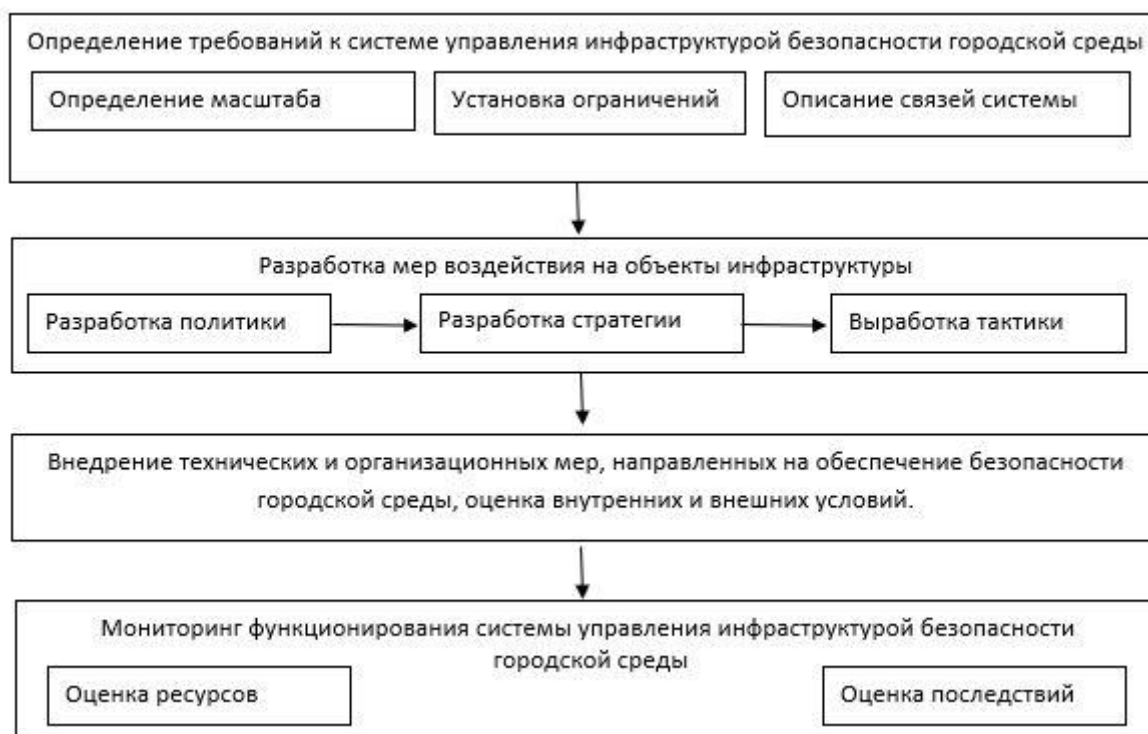 Определение требований к системе управления инфраструктурой безопасности городской среды
Определение масштаба
Установка ограничений
Описание связей системы
Разработка мер воздействия на объекты инфраструктуры
Разработка политики
Разработка стратегии
Выработка тактики
Внедрение технических и организационных мер, направленных на обеспечение безопасности
городской среды, оценка внутренних и внешних условий.
Мониторинг функционирования системы управления инфраструктурой безопасности
городской среды
Оценка ресурсов
Оценка последствий